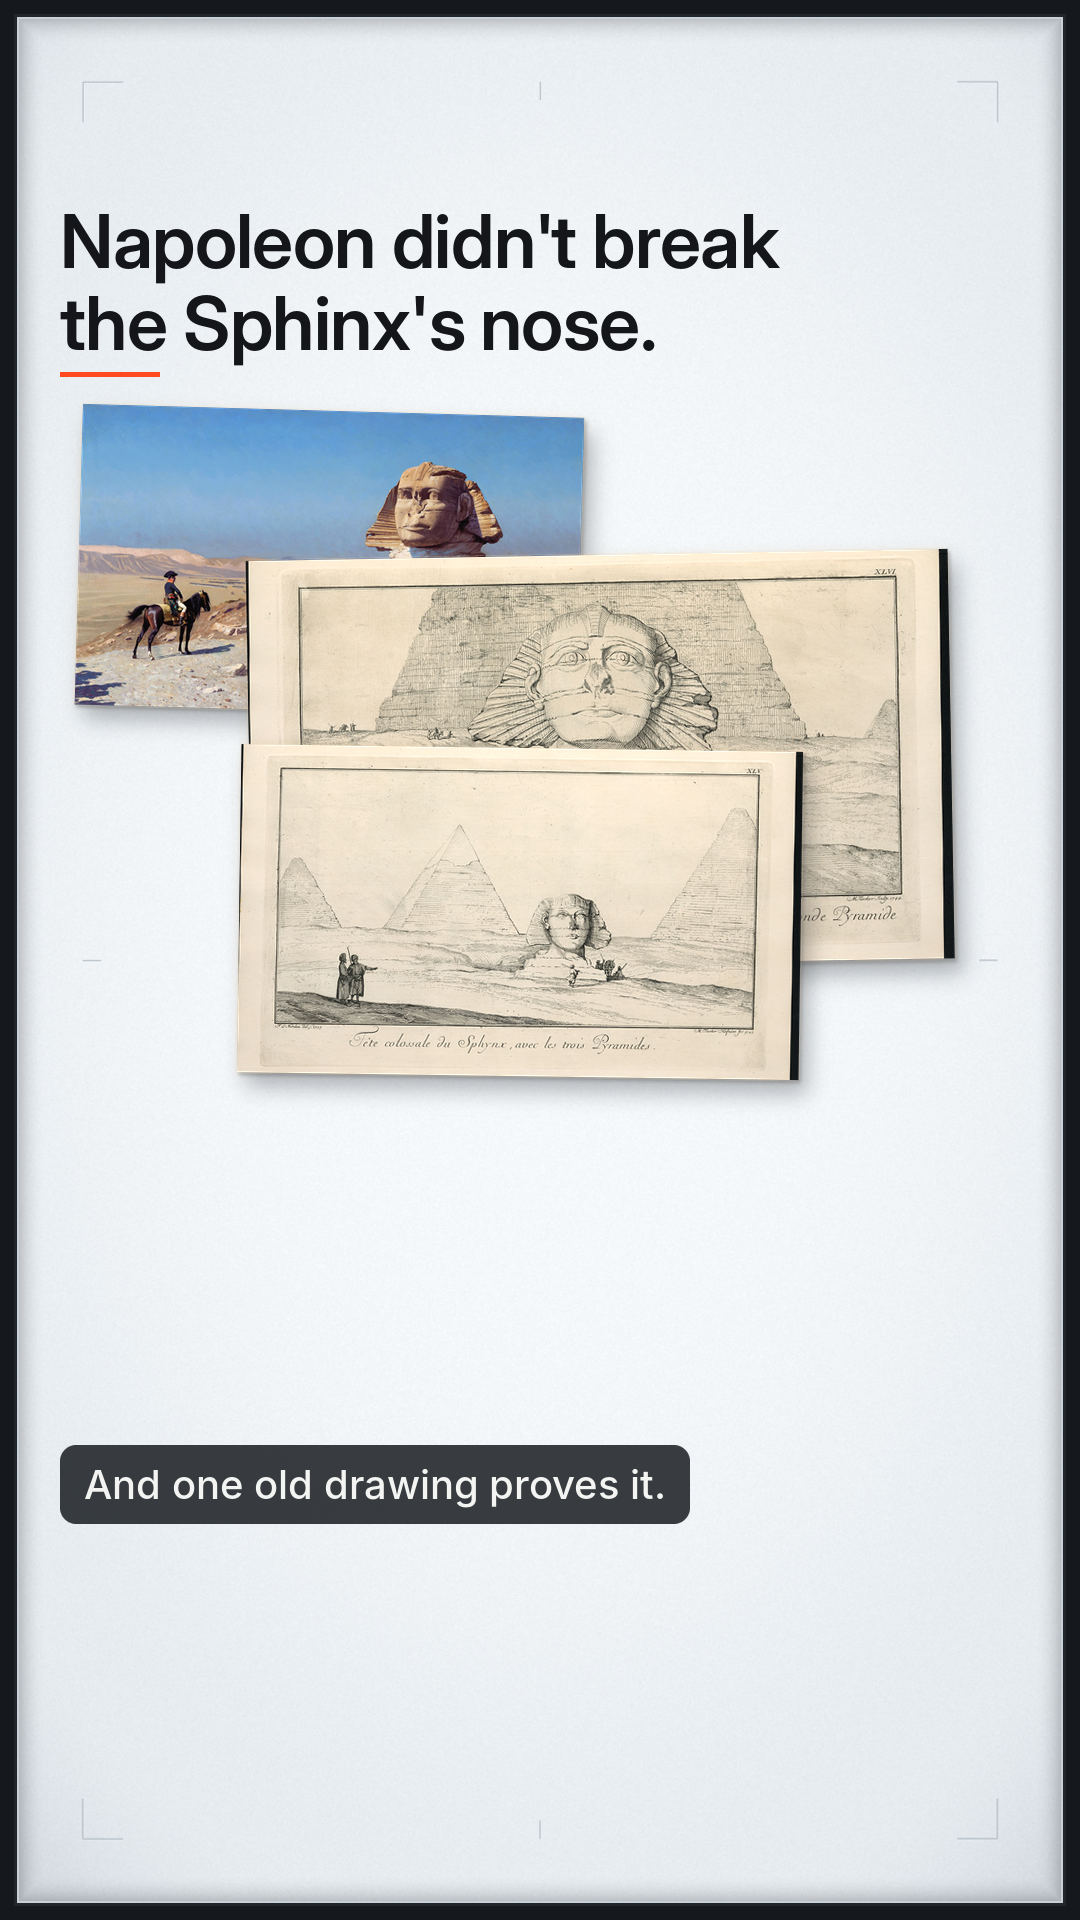 Napoleon didn't break
the Sphinx's nose.
XLVI
XLV
nde Pyramide
Tête colossale du Sphynx, avec les trois Pyramides.
And one old drawing proves it.